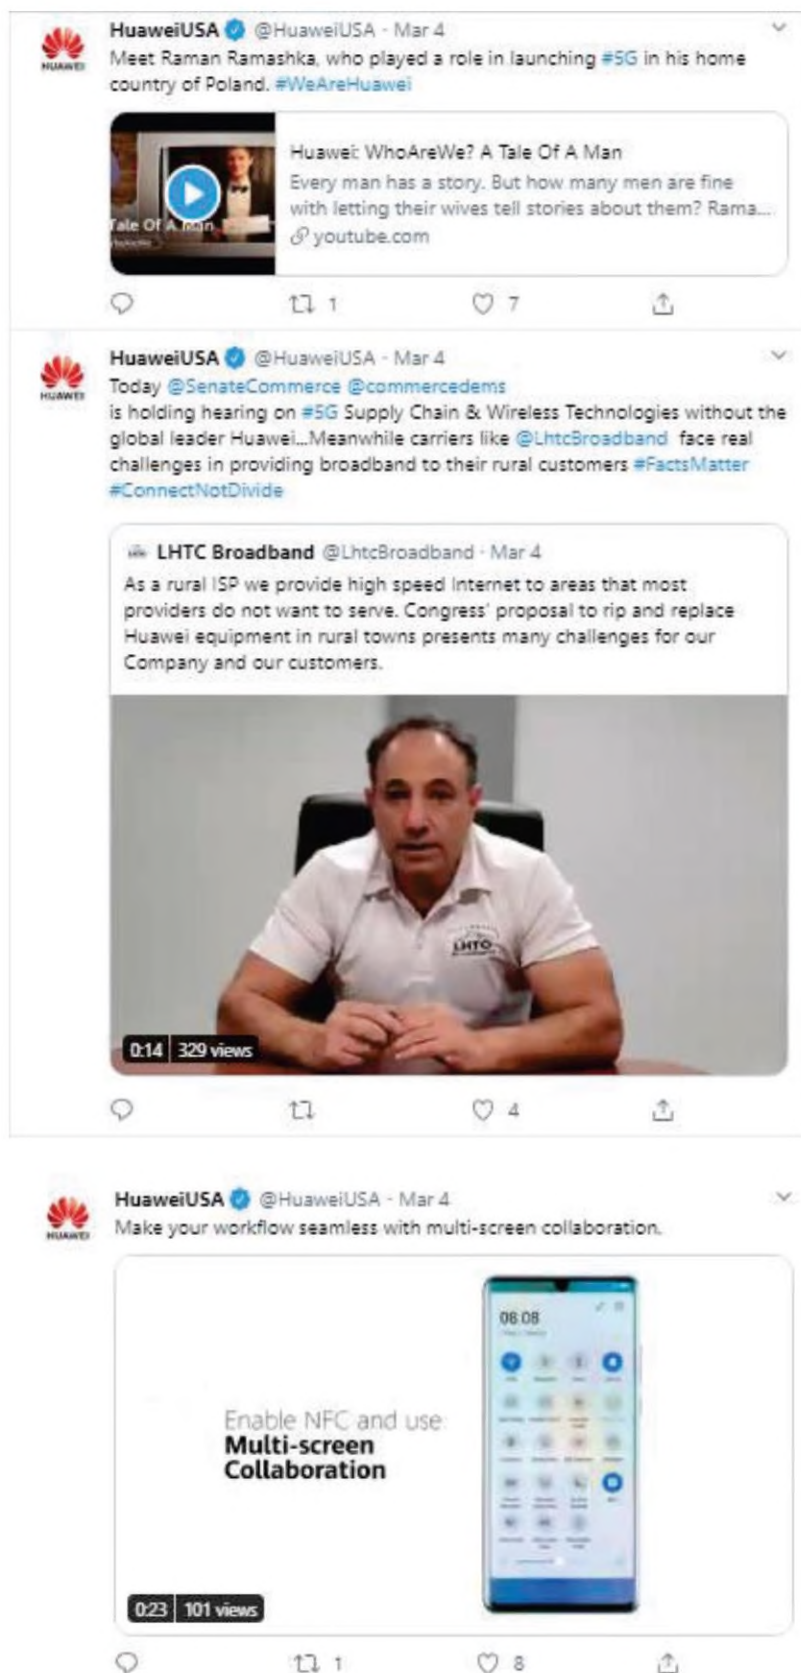 HuaweiUSA @HuaweiUSA · Mar 4
HUAWEI
Meet Raman Ramashka, who played a role in launching #5G in his home
country of Poland. #WeAreHuawei
Tale Of A Man
Huawei: WhoAreWe? A Tale Of A Man
Every man has a story. But how many men are fine
with letting their wives tell stories about them? Rama...
youtube.com
1 7
HuaweiUSA @HuaweiUSA · Mar 4
HUAWEI
Today @SenateCommerce @commercedems
is holding hearing on #5G Supply Chain & Wireless Technologies without the
global leader Huawei...Meanwhile carriers like @LhtcBroadband face real
challenges in providing broadband to their rural customers #FactsMatter
#ConnectNotDivide
LHTC Broadband @LhtcBroadband · Mar 4
As a rural ISP we provide high speed Internet to areas that most
providers do not want to serve. Congress' proposal to rip and replace
Huawei equipment in rural towns presents many challenges for our
Company and our customers.
0:14 329 views
4
HuaweiUSA @HuaweiUSA · Mar 4
HUAWEI
Make your workflow seamless with multi-screen collaboration.
08:08
Enable NFC and use
Multi-screen
Collaboration
0:23 101 views
1 8